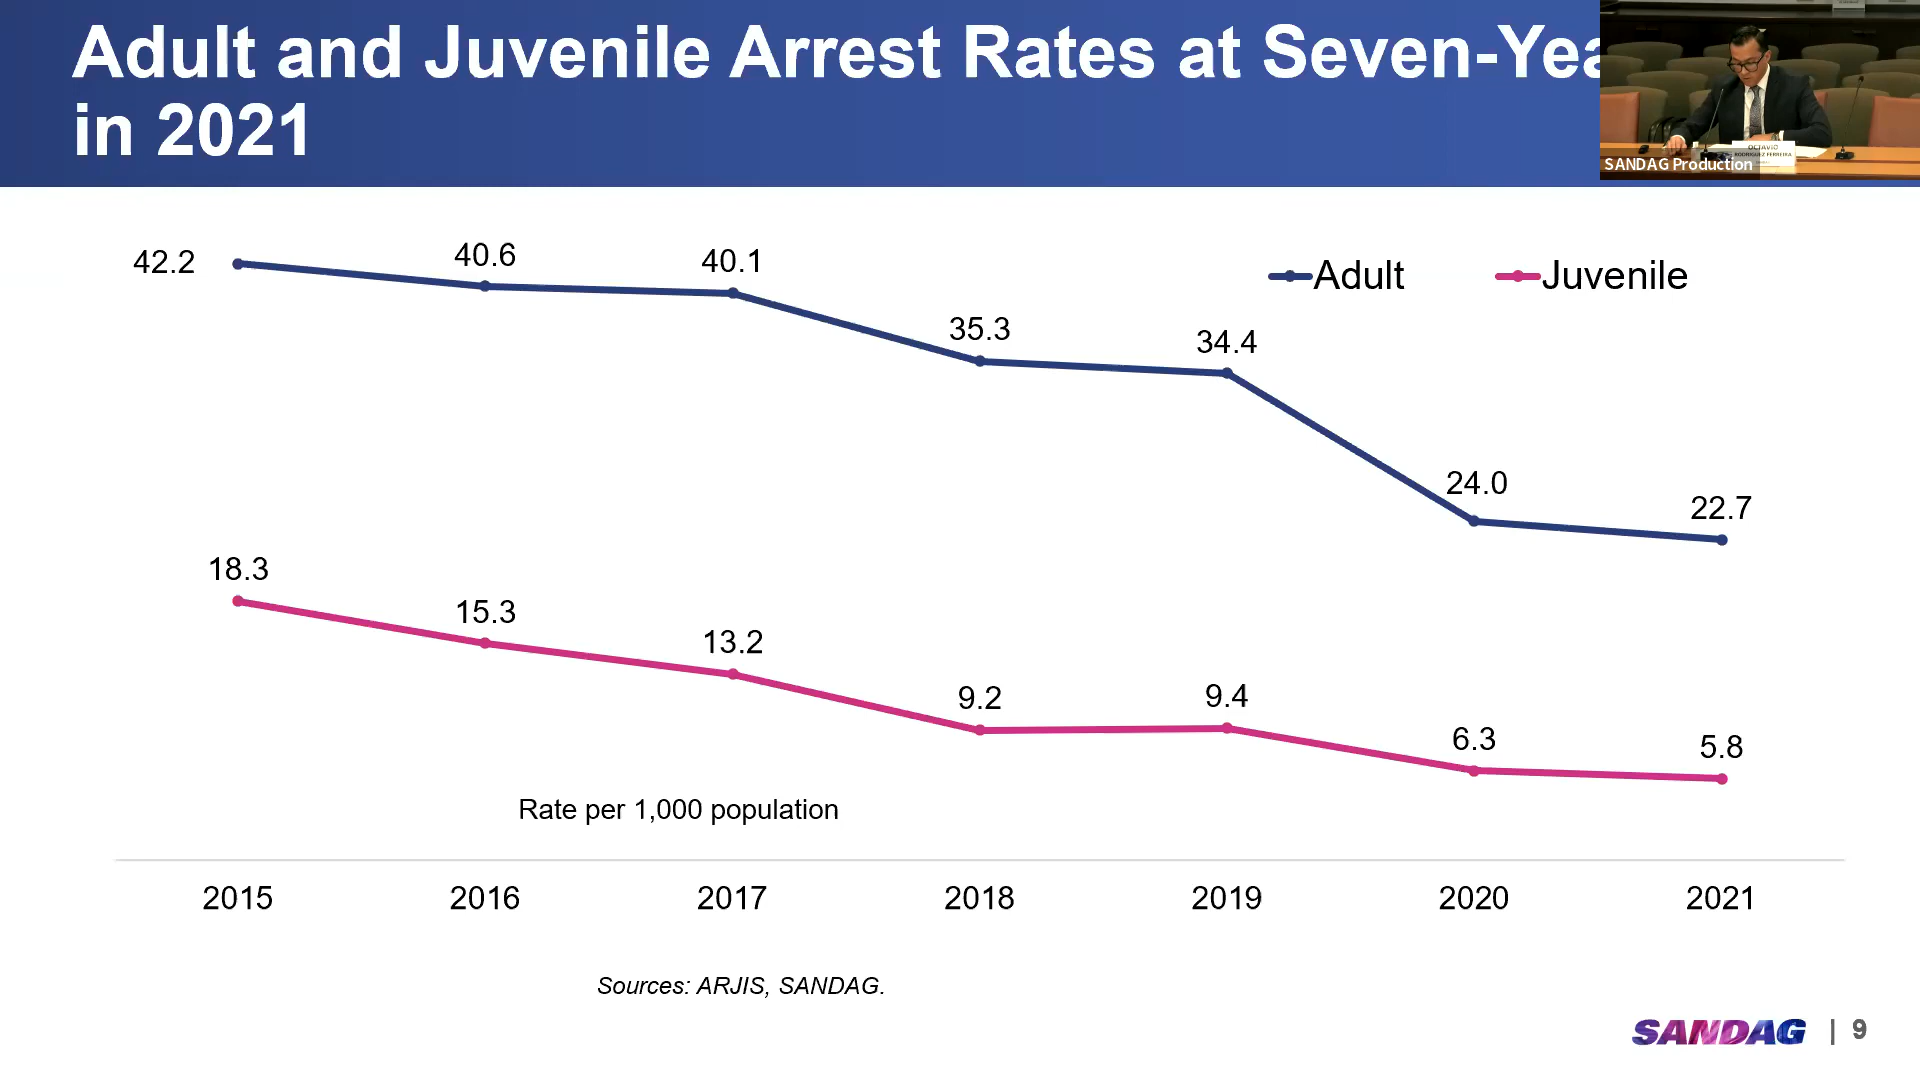 Adult and Juvenile Arrest Rates at Seven-Yea
in 2021
SANDAG Production
OCTAVIO
RODRIGUEZ FERREIRA
42.2
40.6
40.1
35.3
34.4
24.0
22.7
Adult
Juvenile
18.3
15.3
13.2
9.2
9.4
6.3
5.8
Rate per 1,000 population
2015
2016
2017
2018
2019
2020
2021
Sources: ARJIS, SANDAG.
SANDAG | 9